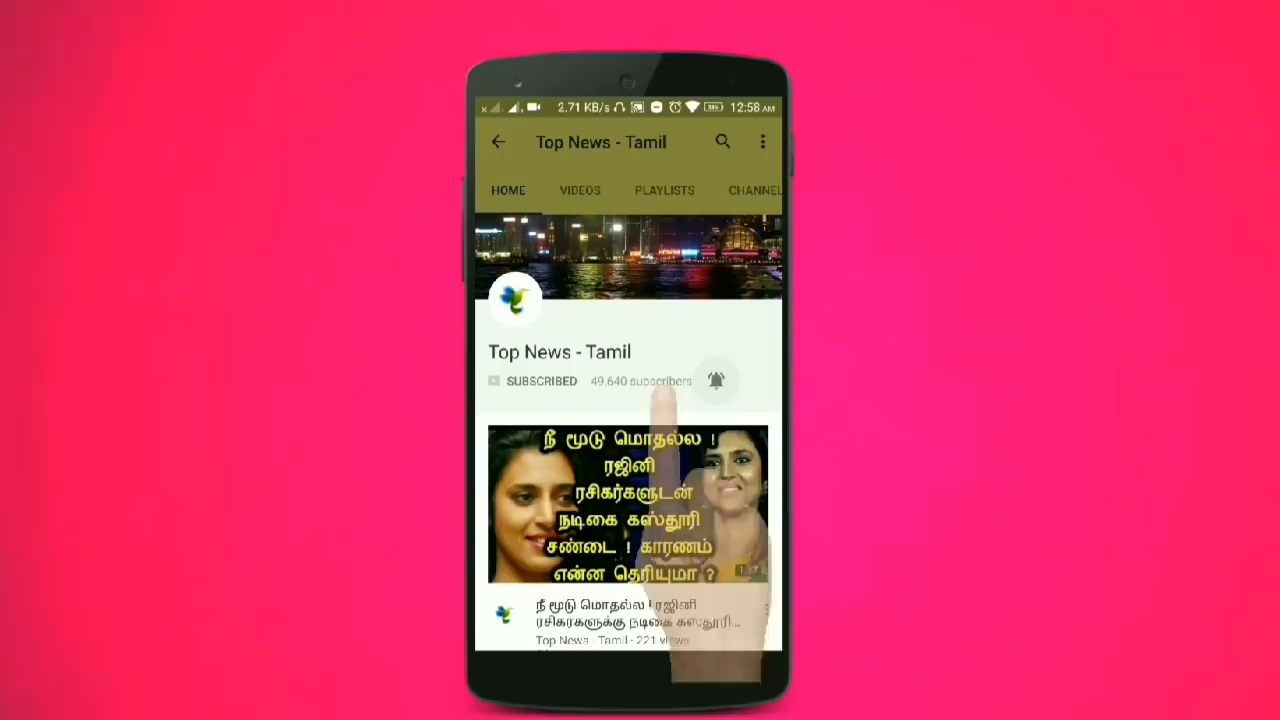 2.71 KB/s 12:58 AM
Top News - Tamil
HOME VIDEOS PLAYLISTS CHANNEL
Top News - Tamil
SUBSCRIBED 49,640 subscribers
நீ மூடு மொதல்ல !
ரஜினி
ரசிகர்களுடன்
நடிகை கஸ்தூரி
சண்டை ! காரணம்
என்ன தெரியுமா ?
1:37
நீ மூடு மொதல்ல ! ரஜினி
ரசிகர்களுக்கு நடிகை கஸ்தூரி...
Top News - Tamil · 221 views